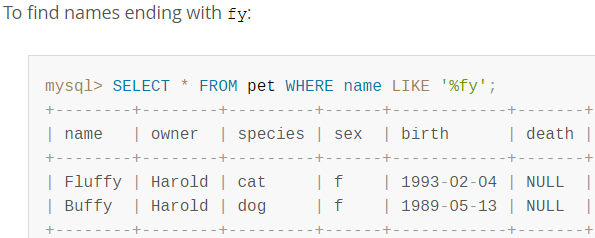 To find names ending with fy:
mysql> SELECT * FROM pet WHERE name LIKE '%fy';
+--------+--------+---------+------+------------+-------+
| name   | owner  | species | sex  | birth      | death |
+--------+--------+---------+------+------------+-------+
| Fluffy | Harold | cat     | f    | 1993-02-04 | NULL  |
| Buffy  | Harold | dog     | f    | 1989-05-13 | NULL  |
+--------+--------+---------+------+------------+-------+